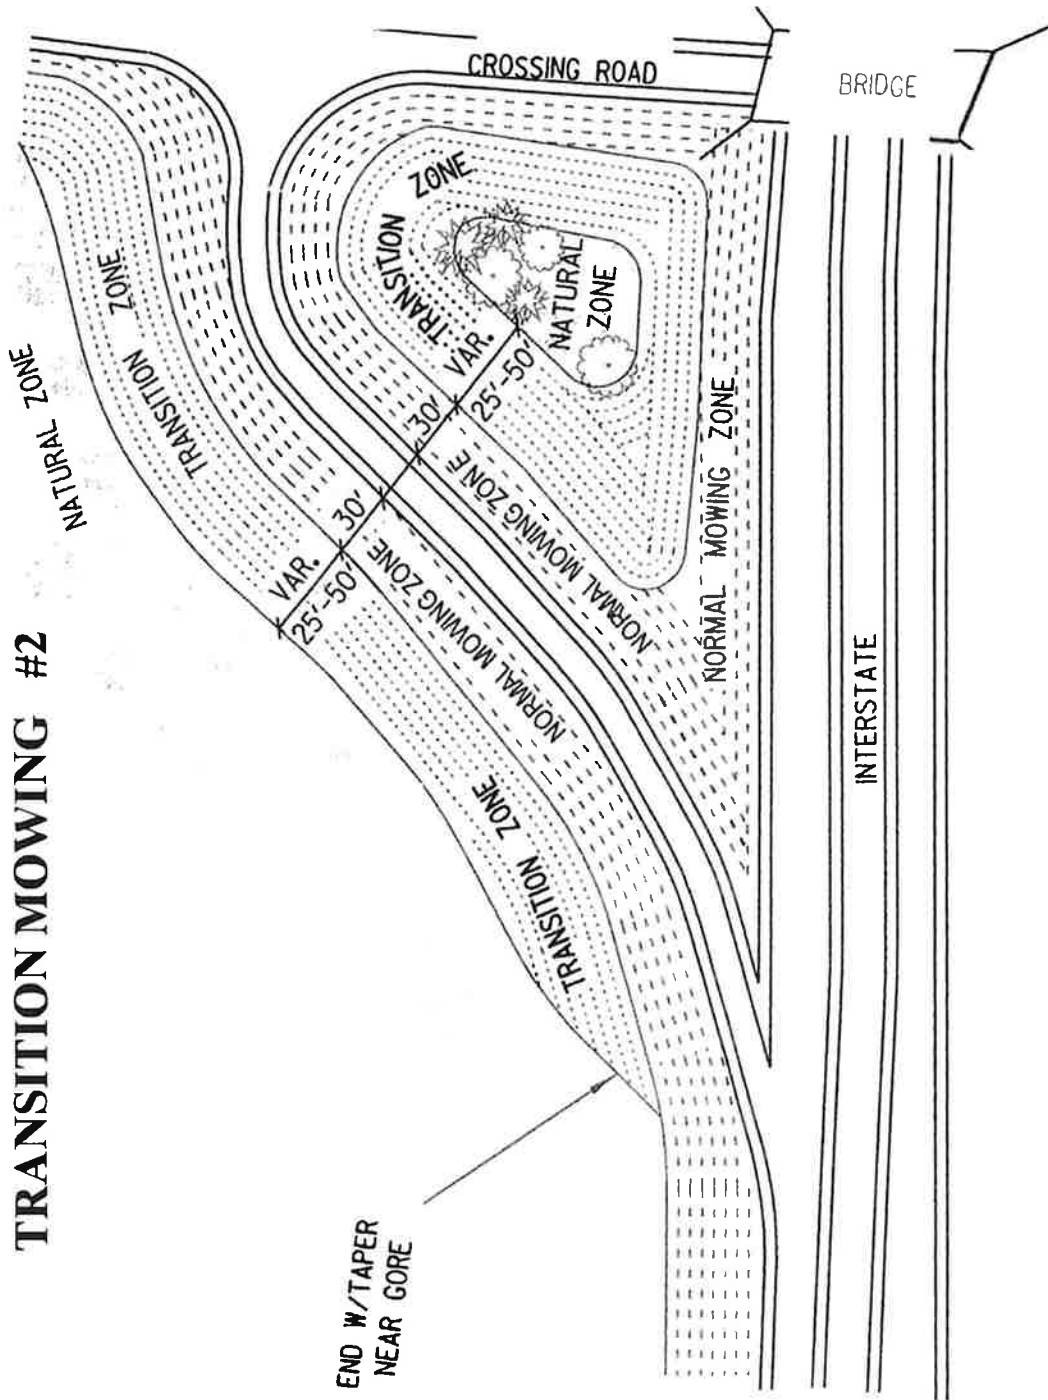 TRANSITION MOWING #2
NATURAL ZONE
TRANSITION ZONE
VAR.
25'-50'
30'
NORMAL MOWING ZONE
TRANSITION ZONE
END W/TAPER
NEAR GORE
CROSSING ROAD
BRIDGE
TRANSITION ZONE
NATURAL
ZONE
VAR.
25'-50'
30'
NORMAL MOWING ZONE
NORMAL MOWING ZONE
INTERSTATE